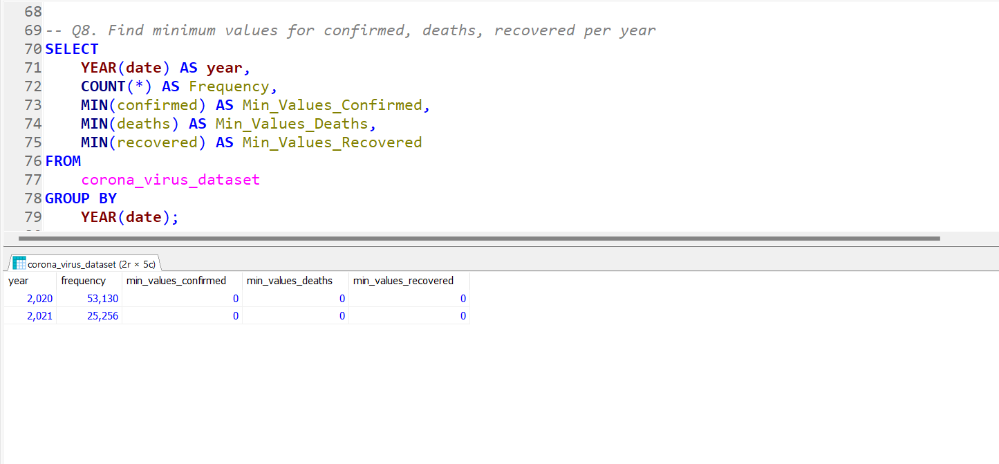 68
69 -- Q8. Find minimum values for confirmed, deaths, recovered per year
70 SELECT
71     YEAR(date) AS year,
72     COUNT(*) AS Frequency,
73     MIN(confirmed) AS Min_Values_Confirmed,
74     MIN(deaths) AS Min_Values_Deaths,
75     MIN(recovered) AS Min_Values_Recovered
76 FROM
77     corona_virus_dataset
78 GROUP BY
79     YEAR(date);
corona_virus_dataset (2r × 5c)
year frequency min_values_confirmed min_values_deaths min_values_recovered
2,020 53,130 0 0 0
2,021 25,256 0 0 0